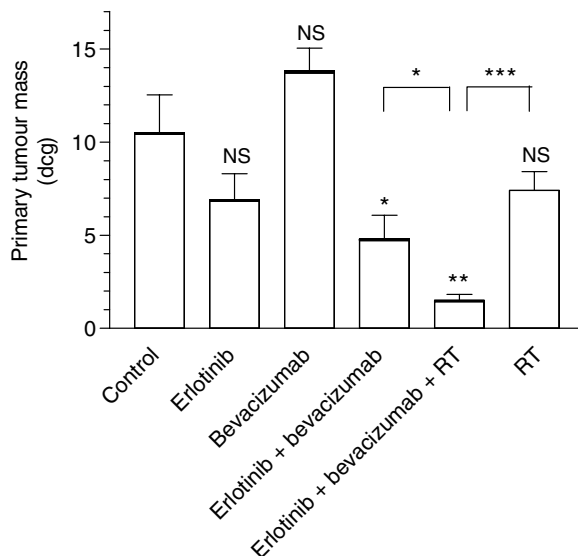 Primary tumour mass
(dcg)
15
10
5
0
NS
NS
*
***
NS
*
**
Control
Erlotinib
Bevacizumab
Erlotinib + bevacizumab
Erlotinib + bevacizumab + RT
RT